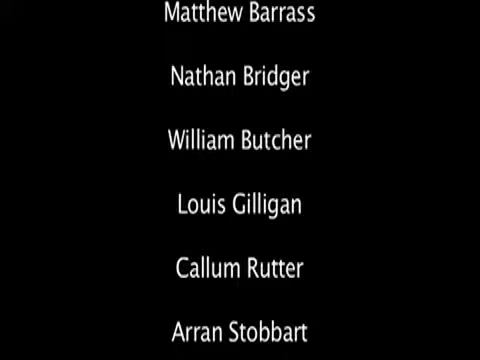 Matthew Barrass
Nathan Bridger
William Butcher
Louis Gilligan
Callum Rutter
Arran Stobbart